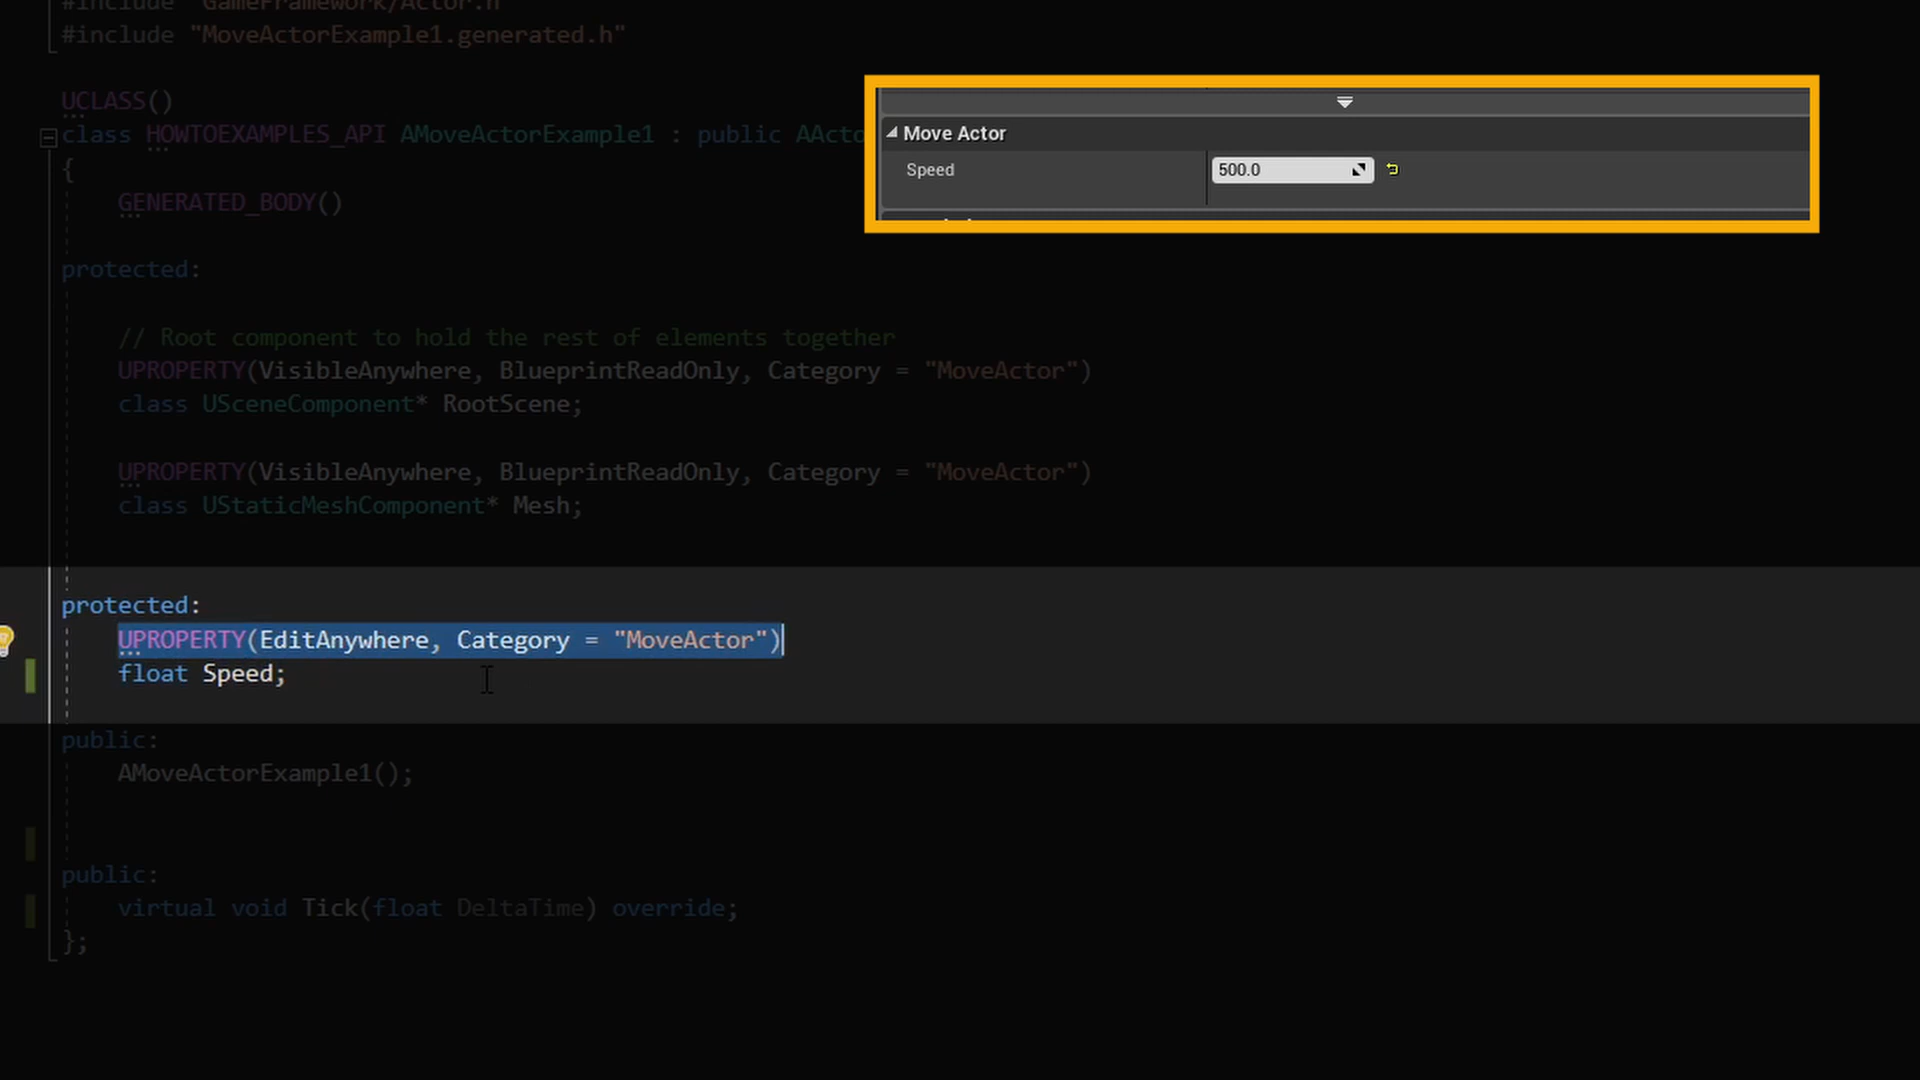 #include "GameFramework/Actor.h"
#include "MoveActorExample1.generated.h"
UCLASS()
class HOWTOEXAMPLES_API AMoveActorExample1 : public AActo
{
GENERATED_BODY()
protected:
// Root component to hold the rest of elements together
UPROPERTY(VisibleAnywhere, BlueprintReadOnly, Category = "MoveActor")
class USceneComponent* RootScene;
UPROPERTY(VisibleAnywhere, BlueprintReadOnly, Category = "MoveActor")
class UStaticMeshComponent* Mesh;
protected:
UPROPERTY(EditAnywhere, Category = "MoveActor")
float Speed;
public:
AMoveActorExample1();
public:
virtual void Tick(float DeltaTime) override;
};
Move Actor
Speed 500.0